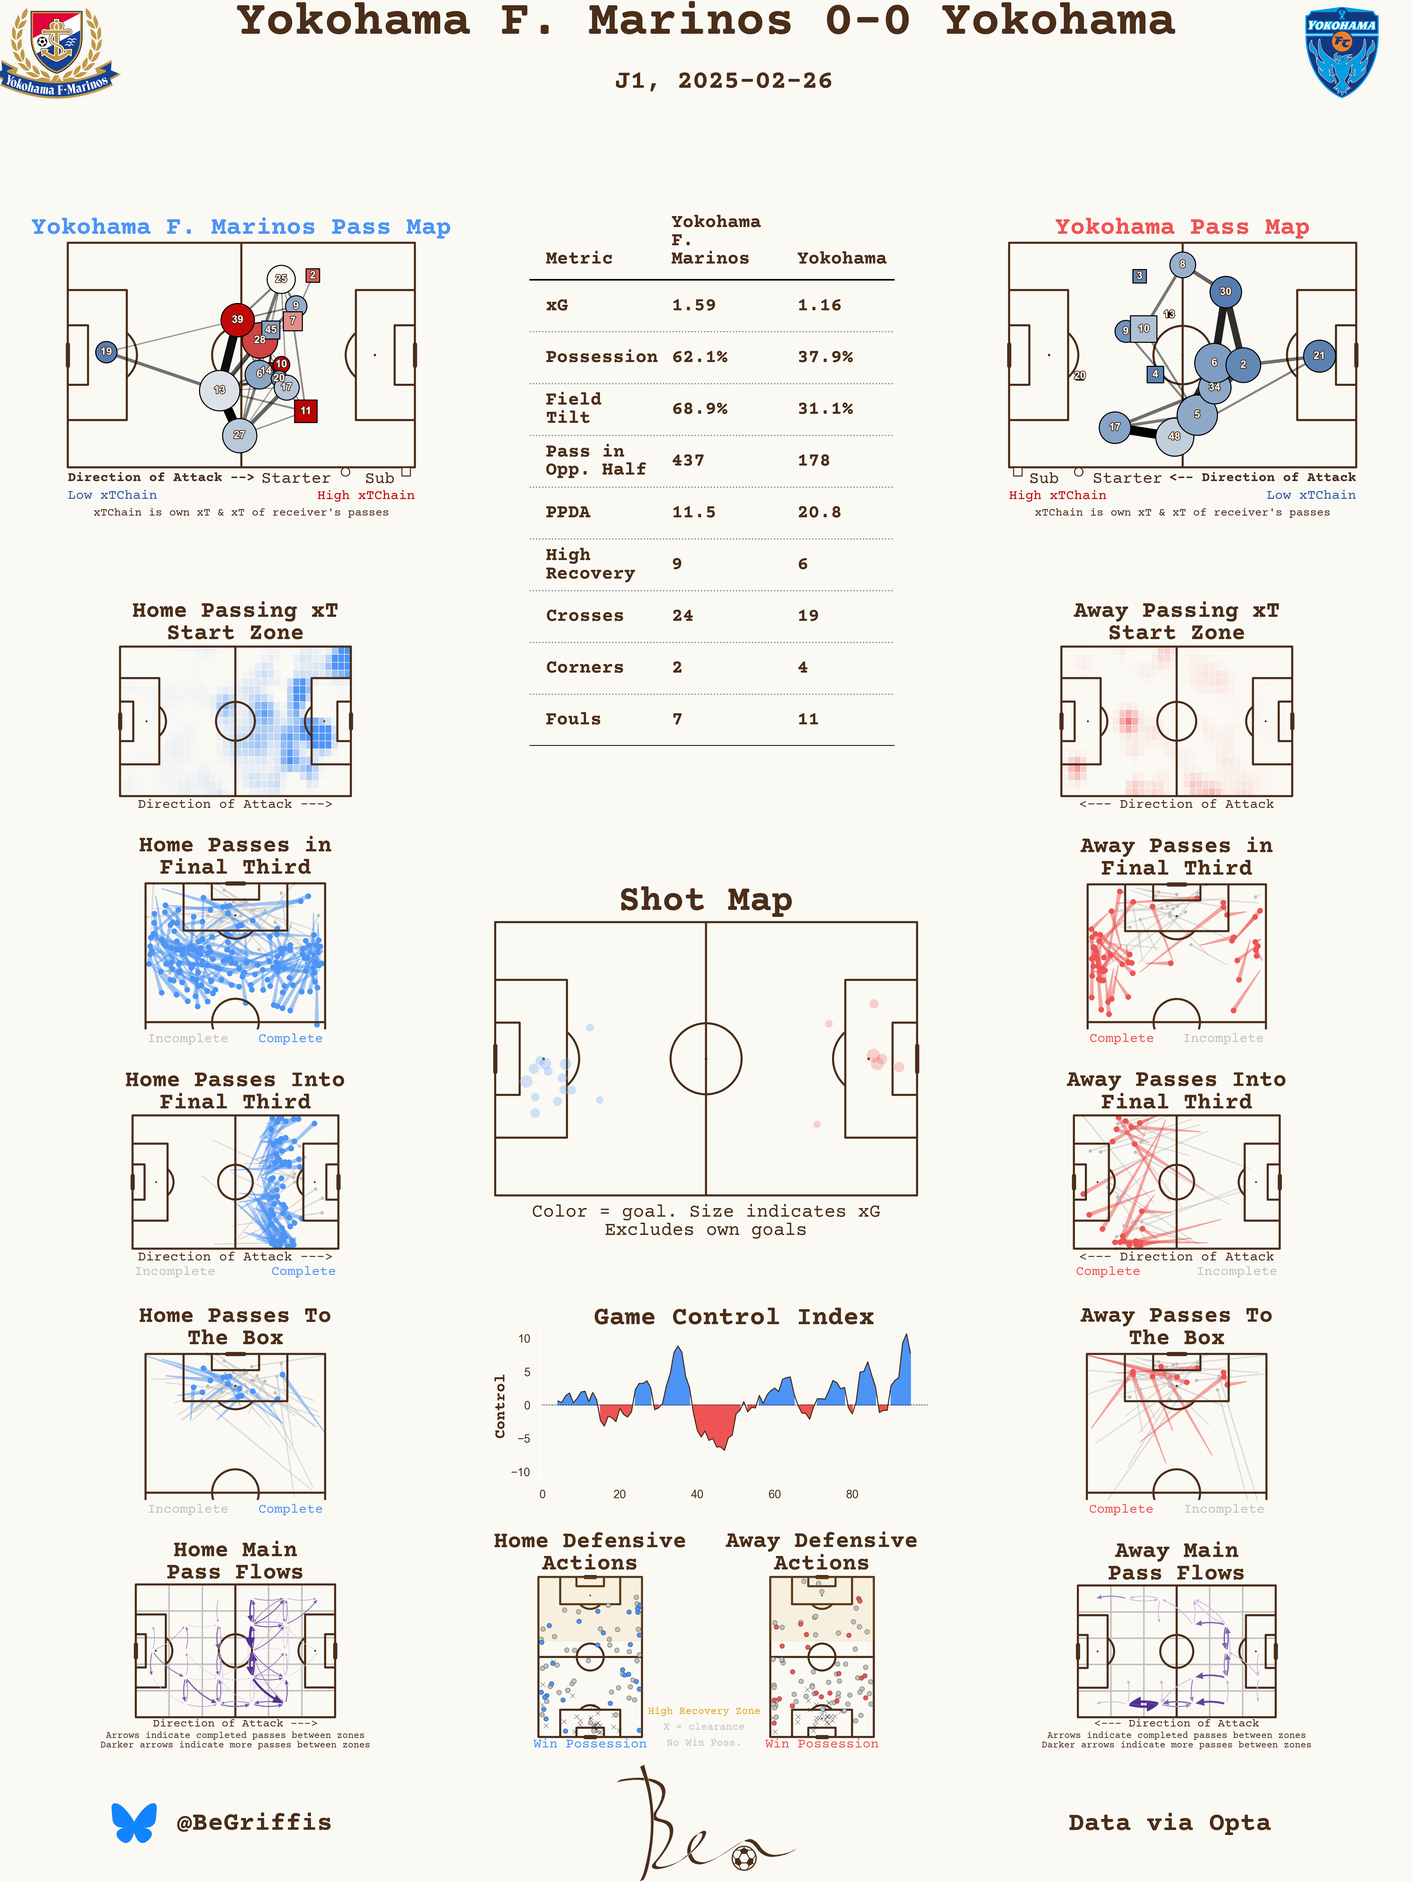 Yokohama F. Marinos 0-0 Yokohama
J1, 2025-02-26
Yokohama F·Marinos
YOKOHAMA
FC
Yokohama F. Marinos Pass Map
25
2
9
39
7
45
28
19
10
6
14
20
13
17
11
27
Direction of Attack --> Starter Sub
Low xTChain High xTChain
xTChain is own xT & xT of receiver's passes
Yokohama
F.
Metric Marinos Yokohama
xG 1.59 1.16
Possession 62.1% 37.9%
Field
Tilt 68.9% 31.1%
Pass in
Opp. Half 437 178
PPDA 11.5 20.8
High
Recovery 9 6
Crosses 24 19
Corners 2 4
Fouls 7 11
Yokohama Pass Map
8
3
30
13
9
10
21
6
2
4
20
34
5
17
48
Sub Starter <-- Direction of Attack
High xTChain Low xTChain
xTChain is own xT & xT of receiver's passes
Home Passing xT
Start Zone
Direction of Attack --->
Away Passing xT
Start Zone
<--- Direction of Attack
Home Passes in
Final Third
Incomplete Complete
Away Passes in
Final Third
Complete Incomplete
Shot Map
Color = goal. Size indicates xG
Excludes own goals
Home Passes Into
Final Third
Direction of Attack --->
Incomplete Complete
Away Passes Into
Final Third
<--- Direction of Attack
Complete Incomplete
Home Passes To
The Box
Incomplete Complete
Game Control Index
Control
10
5
0
−5
−10
0 20 40 60 80
Away Passes To
The Box
Complete Incomplete
Home Main
Pass Flows
Direction of Attack --->
Arrows indicate completed passes between zones
Darker arrows indicate more passes between zones
Home Defensive
Actions
Win Possession
High Recovery Zone
X = clearance
No Win Poss.
Away Defensive
Actions
Win Possession
Away Main
Pass Flows
<--- Direction of Attack
Arrows indicate completed passes between zones
Darker arrows indicate more passes between zones
@BeGriffis
Ben
Data via Opta